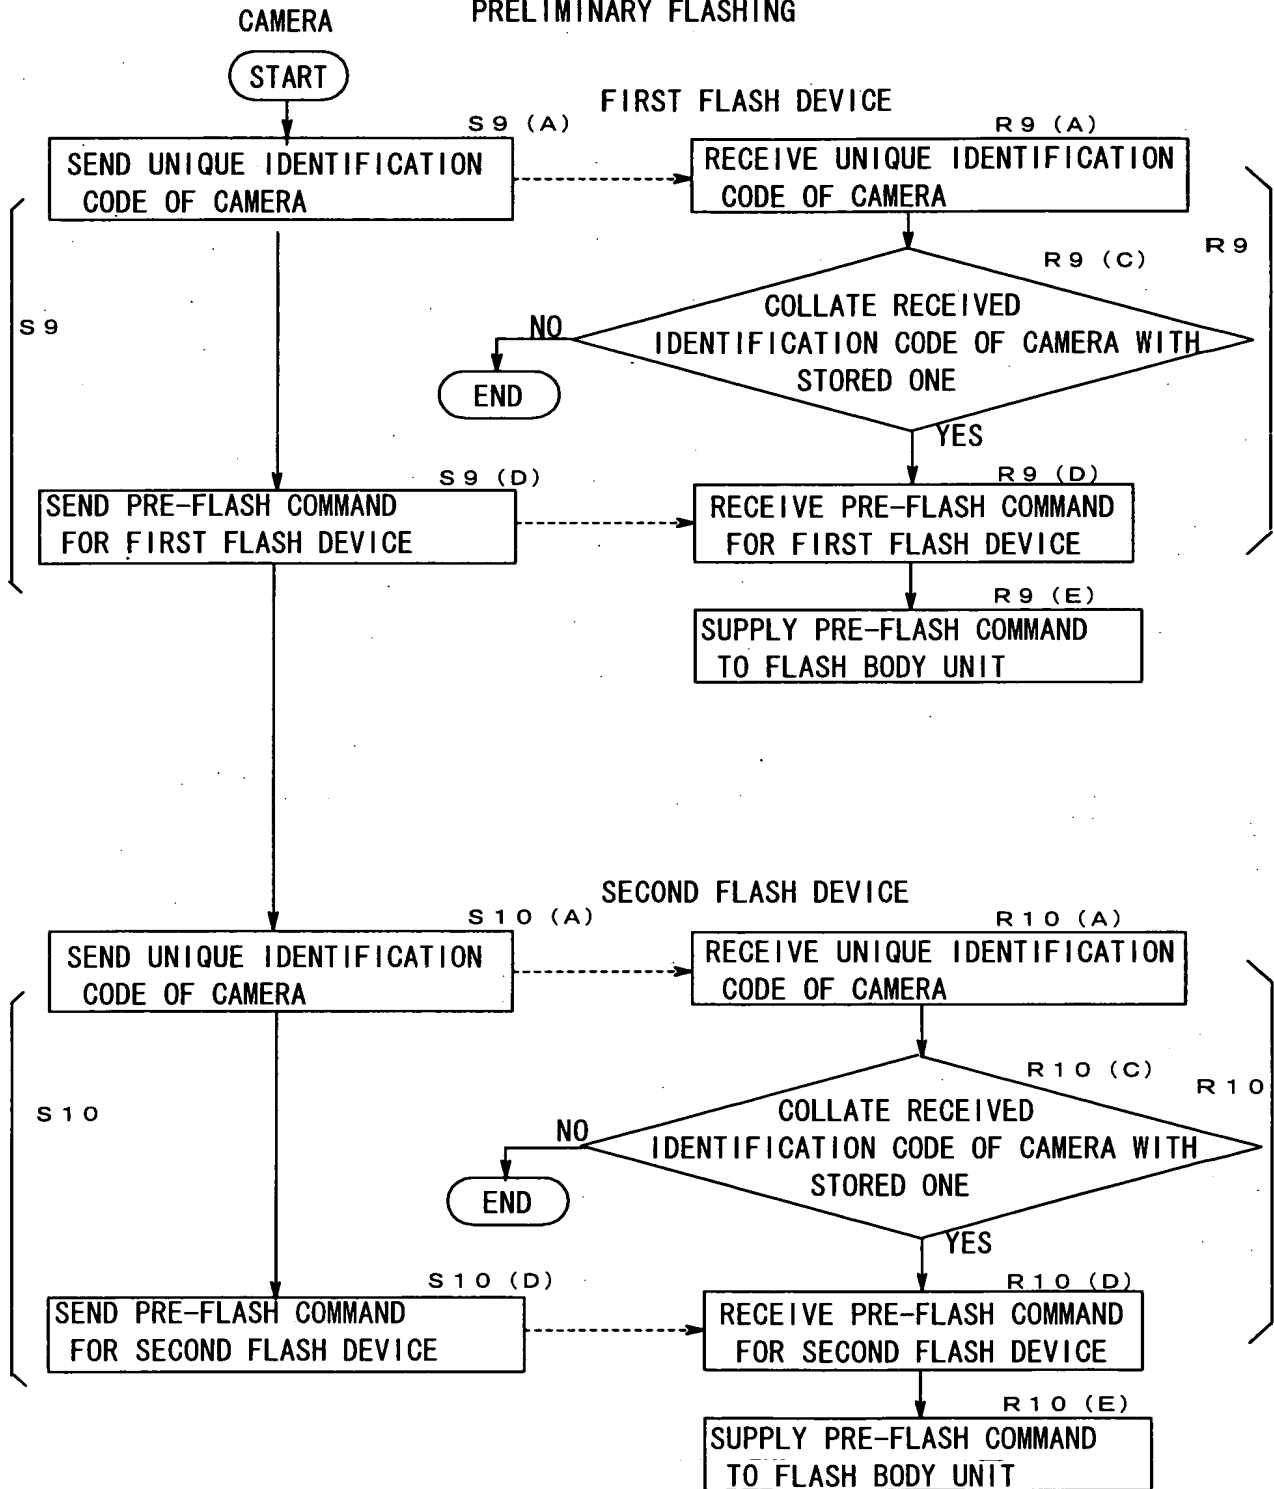 PRELIMINARY FLASHING
CAMERA
START
FIRST FLASH DEVICE
S9 (A)
SEND UNIQUE IDENTIFICATION
CODE OF CAMERA
R9 (A)
RECEIVE UNIQUE IDENTIFICATION
CODE OF CAMERA
R9
R9 (C)
COLLATE RECEIVED
IDENTIFICATION CODE OF CAMERA WITH
STORED ONE
S9
NO
END
YES
S9 (D)
SEND PRE-FLASH COMMAND
FOR FIRST FLASH DEVICE
R9 (D)
RECEIVE PRE-FLASH COMMAND
FOR FIRST FLASH DEVICE
R9 (E)
SUPPLY PRE-FLASH COMMAND
TO FLASH BODY UNIT
SECOND FLASH DEVICE
S10 (A)
SEND UNIQUE IDENTIFICATION
CODE OF CAMERA
R10 (A)
RECEIVE UNIQUE IDENTIFICATION
CODE OF CAMERA
R10 (C)
R10
COLLATE RECEIVED
IDENTIFICATION CODE OF CAMERA WITH
STORED ONE
S10
NO
END
YES
S10 (D)
SEND PRE-FLASH COMMAND
FOR SECOND FLASH DEVICE
R10 (D)
RECEIVE PRE-FLASH COMMAND
FOR SECOND FLASH DEVICE
R10 (E)
SUPPLY PRE-FLASH COMMAND
TO FLASH BODY UNIT